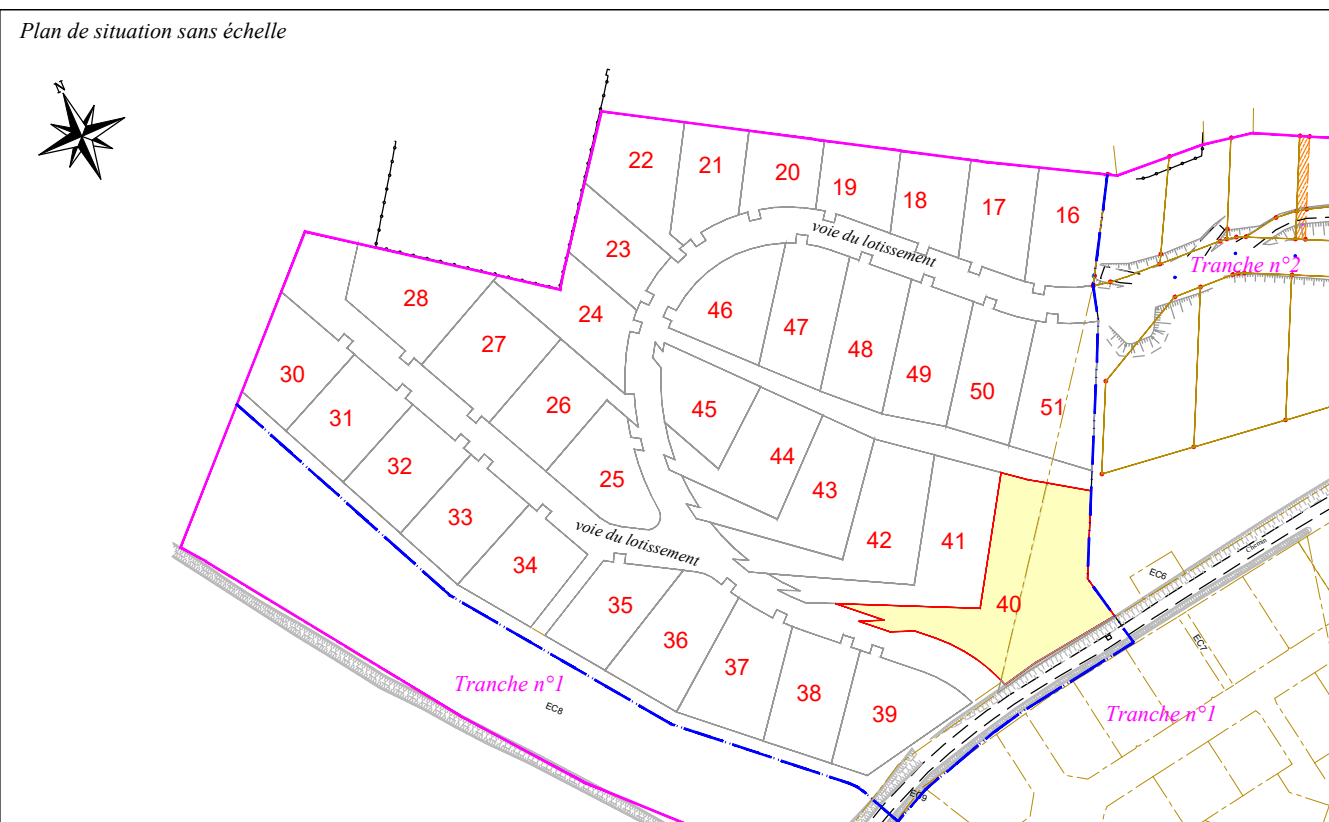 Plan de situation sans échelle
N
22
21
20
19
18
17
16
23
voie du lotissement
Tranche n°2
28
24
46
27
47
48
30
49
50
26
45
51
31
44
32
25
43
33
42
41
voie du lotissement
34
EC6
Chemin
40
35
EC7
36
37
Tranche n°1
38
EC8
39
Tranche n°1
EC9